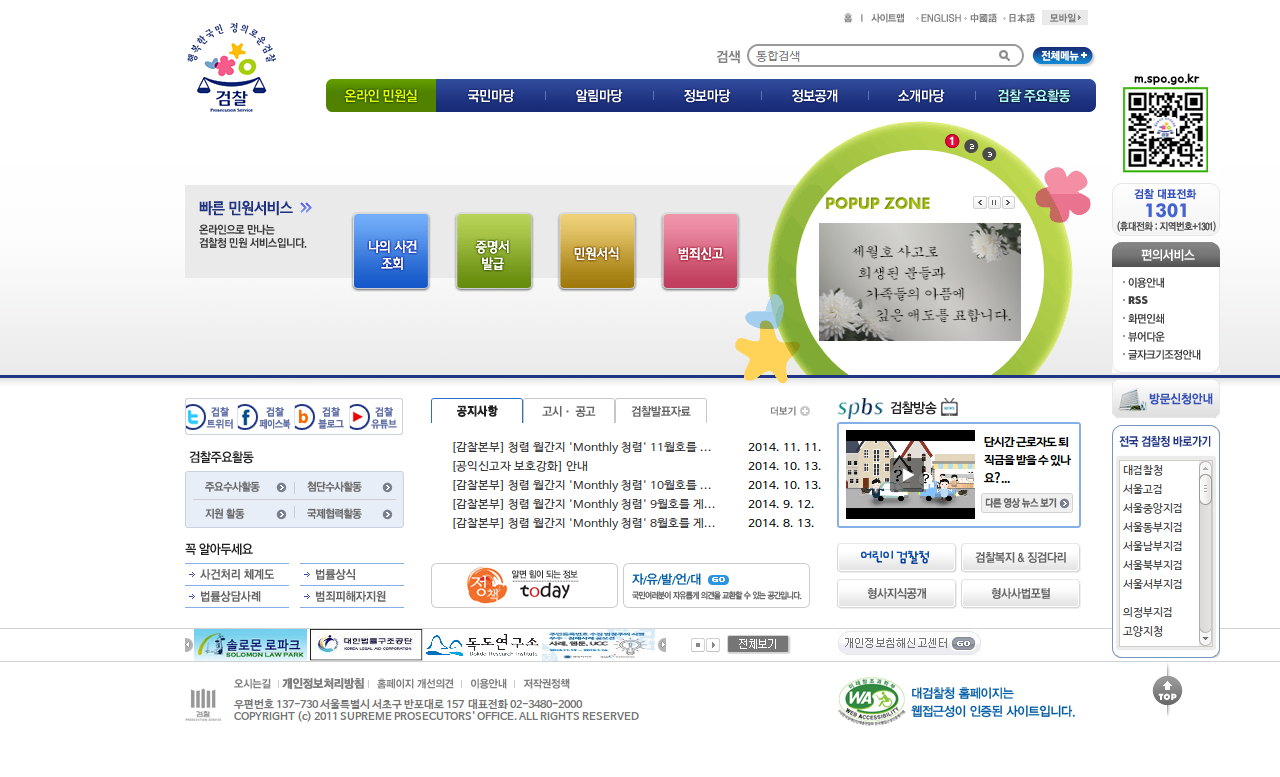 홈 사이트맵 ENGLISH 中國語 日本語 모바일
행복한국민 정의로운검찰
검찰
Prosecution Service
검색 통합검색 전체메뉴
온라인 민원실 국민마당 알림마당 정보마당 정보공개 소개마당 검찰 주요활동
m.spo.go.kr
1 2 3
빠른 민원서비스
온라인으로 만나는
검찰청 민원 서비스입니다.
나의 사건
조회
증명서
발급
민원서식
범죄신고
POPUP ZONE
세월호 사고로
희생된 분들과
가족들의 아픔에
깊은 애도를 표합니다.
검찰 대표전화
1301
(휴대전화 : 지역번호+1301)
편의서비스
이용안내
RSS
화면인쇄
뷰어다운
글자크기조정안내
방문신청안내
전국 검찰청 바로가기
대검찰청
서울고검
서울중앙지검
서울동부지검
서울남부지검
서울북부지검
서울서부지검
의정부지검
고양지청
검찰
트위터
검찰
페이스북
검찰
블로그
검찰
유튜브
검찰주요활동
주요수사활동 첨단수사활동
지원 활동 국제협력활동
꼭 알아두세요
사건처리 체계도 법률상식
법률상담사례 범죄피해자지원
공지사항 고시 · 공고 검찰발표자료 더보기
[감찰본부] 청렴 월간지 'Monthly 청렴' 11월호를 ... 2014. 11. 11.
[공익신고자 보호강화] 안내 2014. 10. 13.
[감찰본부] 청렴 월간지 'Monthly 청렴' 10월호를 ... 2014. 10. 13.
[감찰본부] 청렴 월간지 'Monthly 청렴' 9월호를 게... 2014. 9. 12.
[감찰본부] 청렴 월간지 'Monthly 청렴' 8월호를 게... 2014. 8. 13.
정책
알면 힘이 되는 정보
today
자/유/발/언/대 GO
국민여러분이 자유롭게 의견을 교환할 수 있는 공간입니다.
spbs 검찰방송
? ?
단시간 근로자도 퇴
직금을 받을 수 있나
요?...
다른 영상 뉴스 보기
어린이 검찰청 검찰복지 & 징검다리
형사지식공개 형사사법포털
솔로몬 로파크
SOLOMON LAW PARK
대한법률구조공단
KOREA LEGAL AID CORPORATION
독도연구소
Dokdo Research Institute
사례, 웹툰, UCC
전체보기
개인정보침해신고센터 GO
오시는길 개인정보처리방침 홈페이지 개선의견 이용안내 저작권정책
검찰
우편번호 137-730 서울특별시 서초구 반포대로 157 대표전화 02-3480-2000
COPYRIGHT (c) 2011 SUPREME PROSECUTORS' OFFICE. ALL RIGHTS RESERVED
WA
WEB ACCESSIBILITY
대검찰청 홈페이지는
웹접근성이 인증된 사이트입니다.
TOP